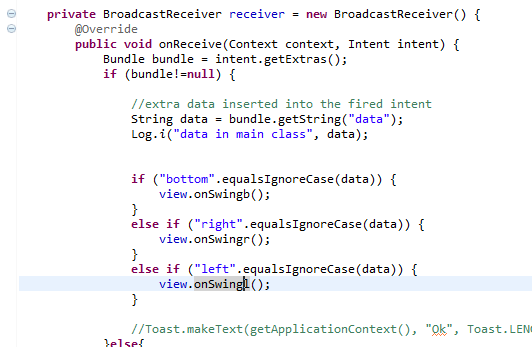 private BroadcastReceiver receiver = new BroadcastReceiver() {
@Override
public void onReceive(Context context, Intent intent) {
Bundle bundle = intent.getExtras();
if (bundle!=null) {
//extra data inserted into the fired intent
String data = bundle.getString("data");
Log.i("data in main class", data);
if ("bottom".equalsIgnoreCase(data)) {
view.onSwingb();
}
else if ("right".equalsIgnoreCase(data)) {
view.onSwingr();
}
else if ("left".equalsIgnoreCase(data)) {
view.onSwingl();
}
//Toast.makeText(getApplicationContext(), "Ok", Toast.LENG
}else{